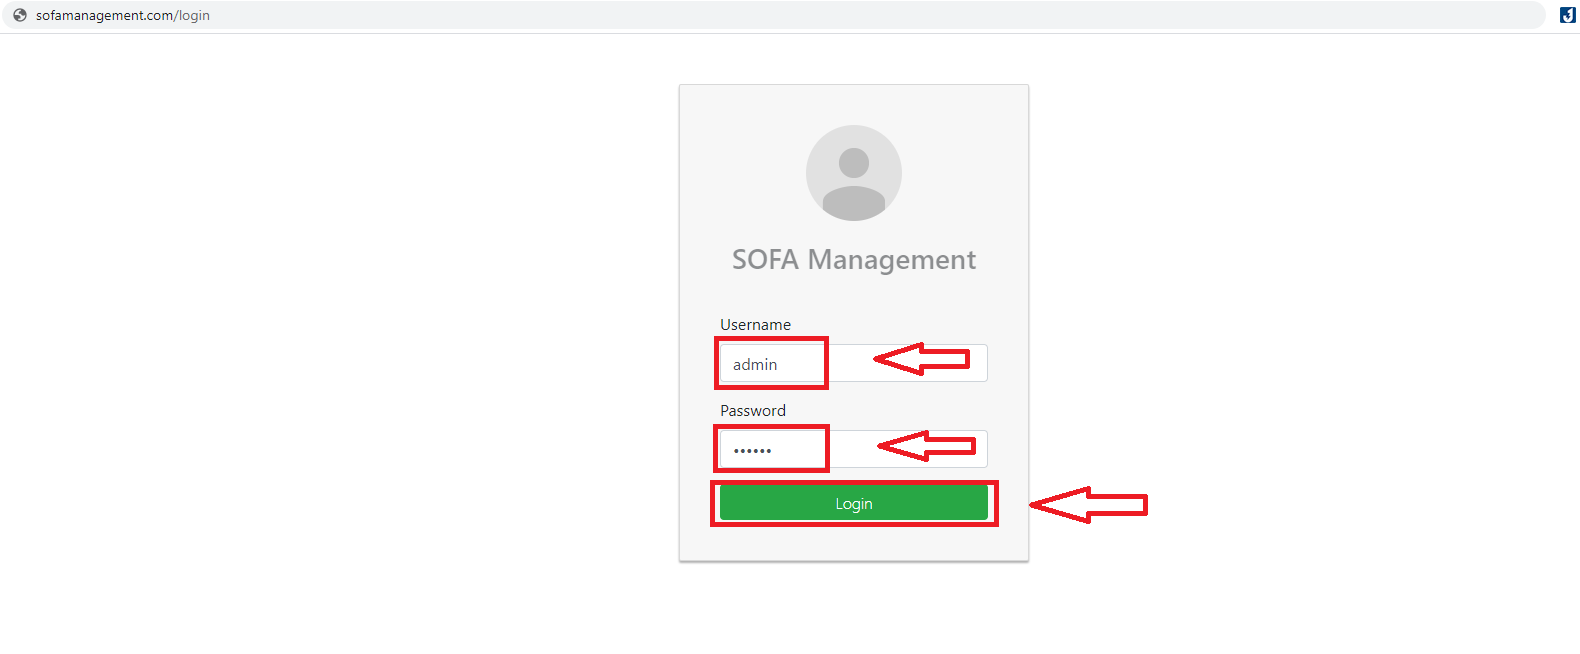 sofamanagement.com/login
SOFA Management
Username
admin
Password
••••••
Login